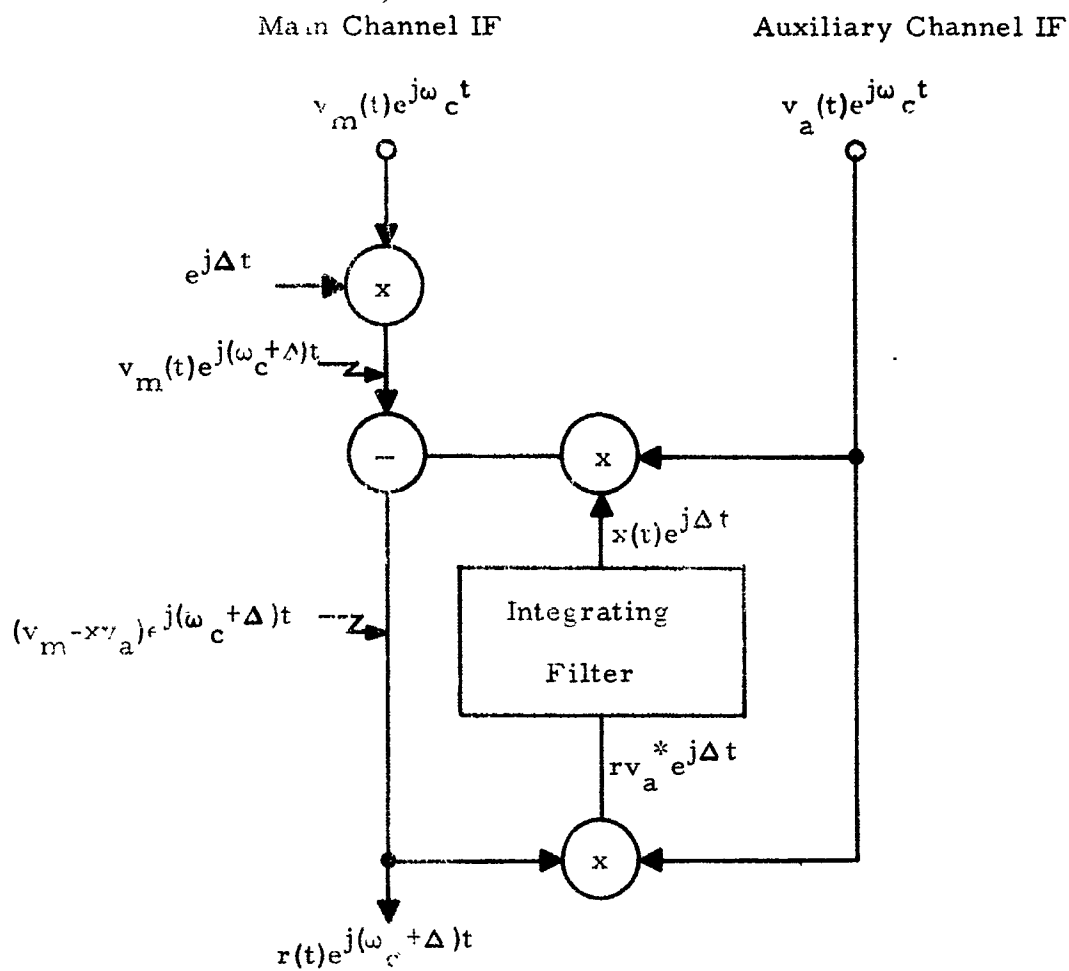 Main Channel IF
Auxiliary Channel IF
v_m(t)e^{jω_c t}
v_a(t)e^{jω_c t}
e^{jΔt}
x
v_m(t)e^{j(ω_c+Δ)t}
−
x
x(t)e^{jΔt}
(v_m-xv_a)e^{j(ω_c+Δ)t}
Integrating
Filter
rv_a^*e^{jΔt}
x
r(t)e^{j(ω_c+Δ)t}